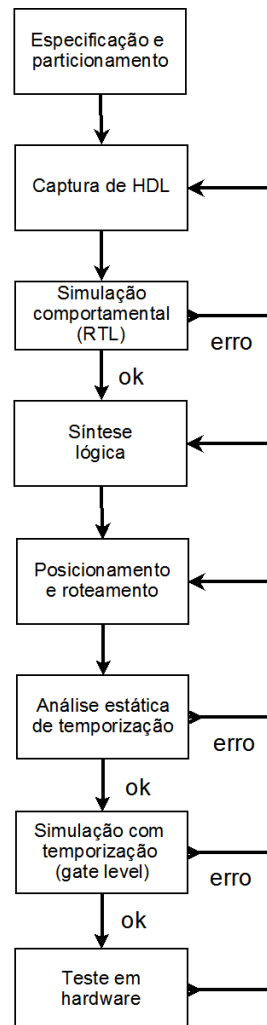 Especificação e
particionamento
Captura de HDL
Simulação
comportamental
(RTL)
erro
ok
Síntese
lógica
Posicionamento
e roteamento
Análise estática
de temporização
erro
ok
Simulação com
temporização
(gate level)
erro
ok
Teste em
hardware